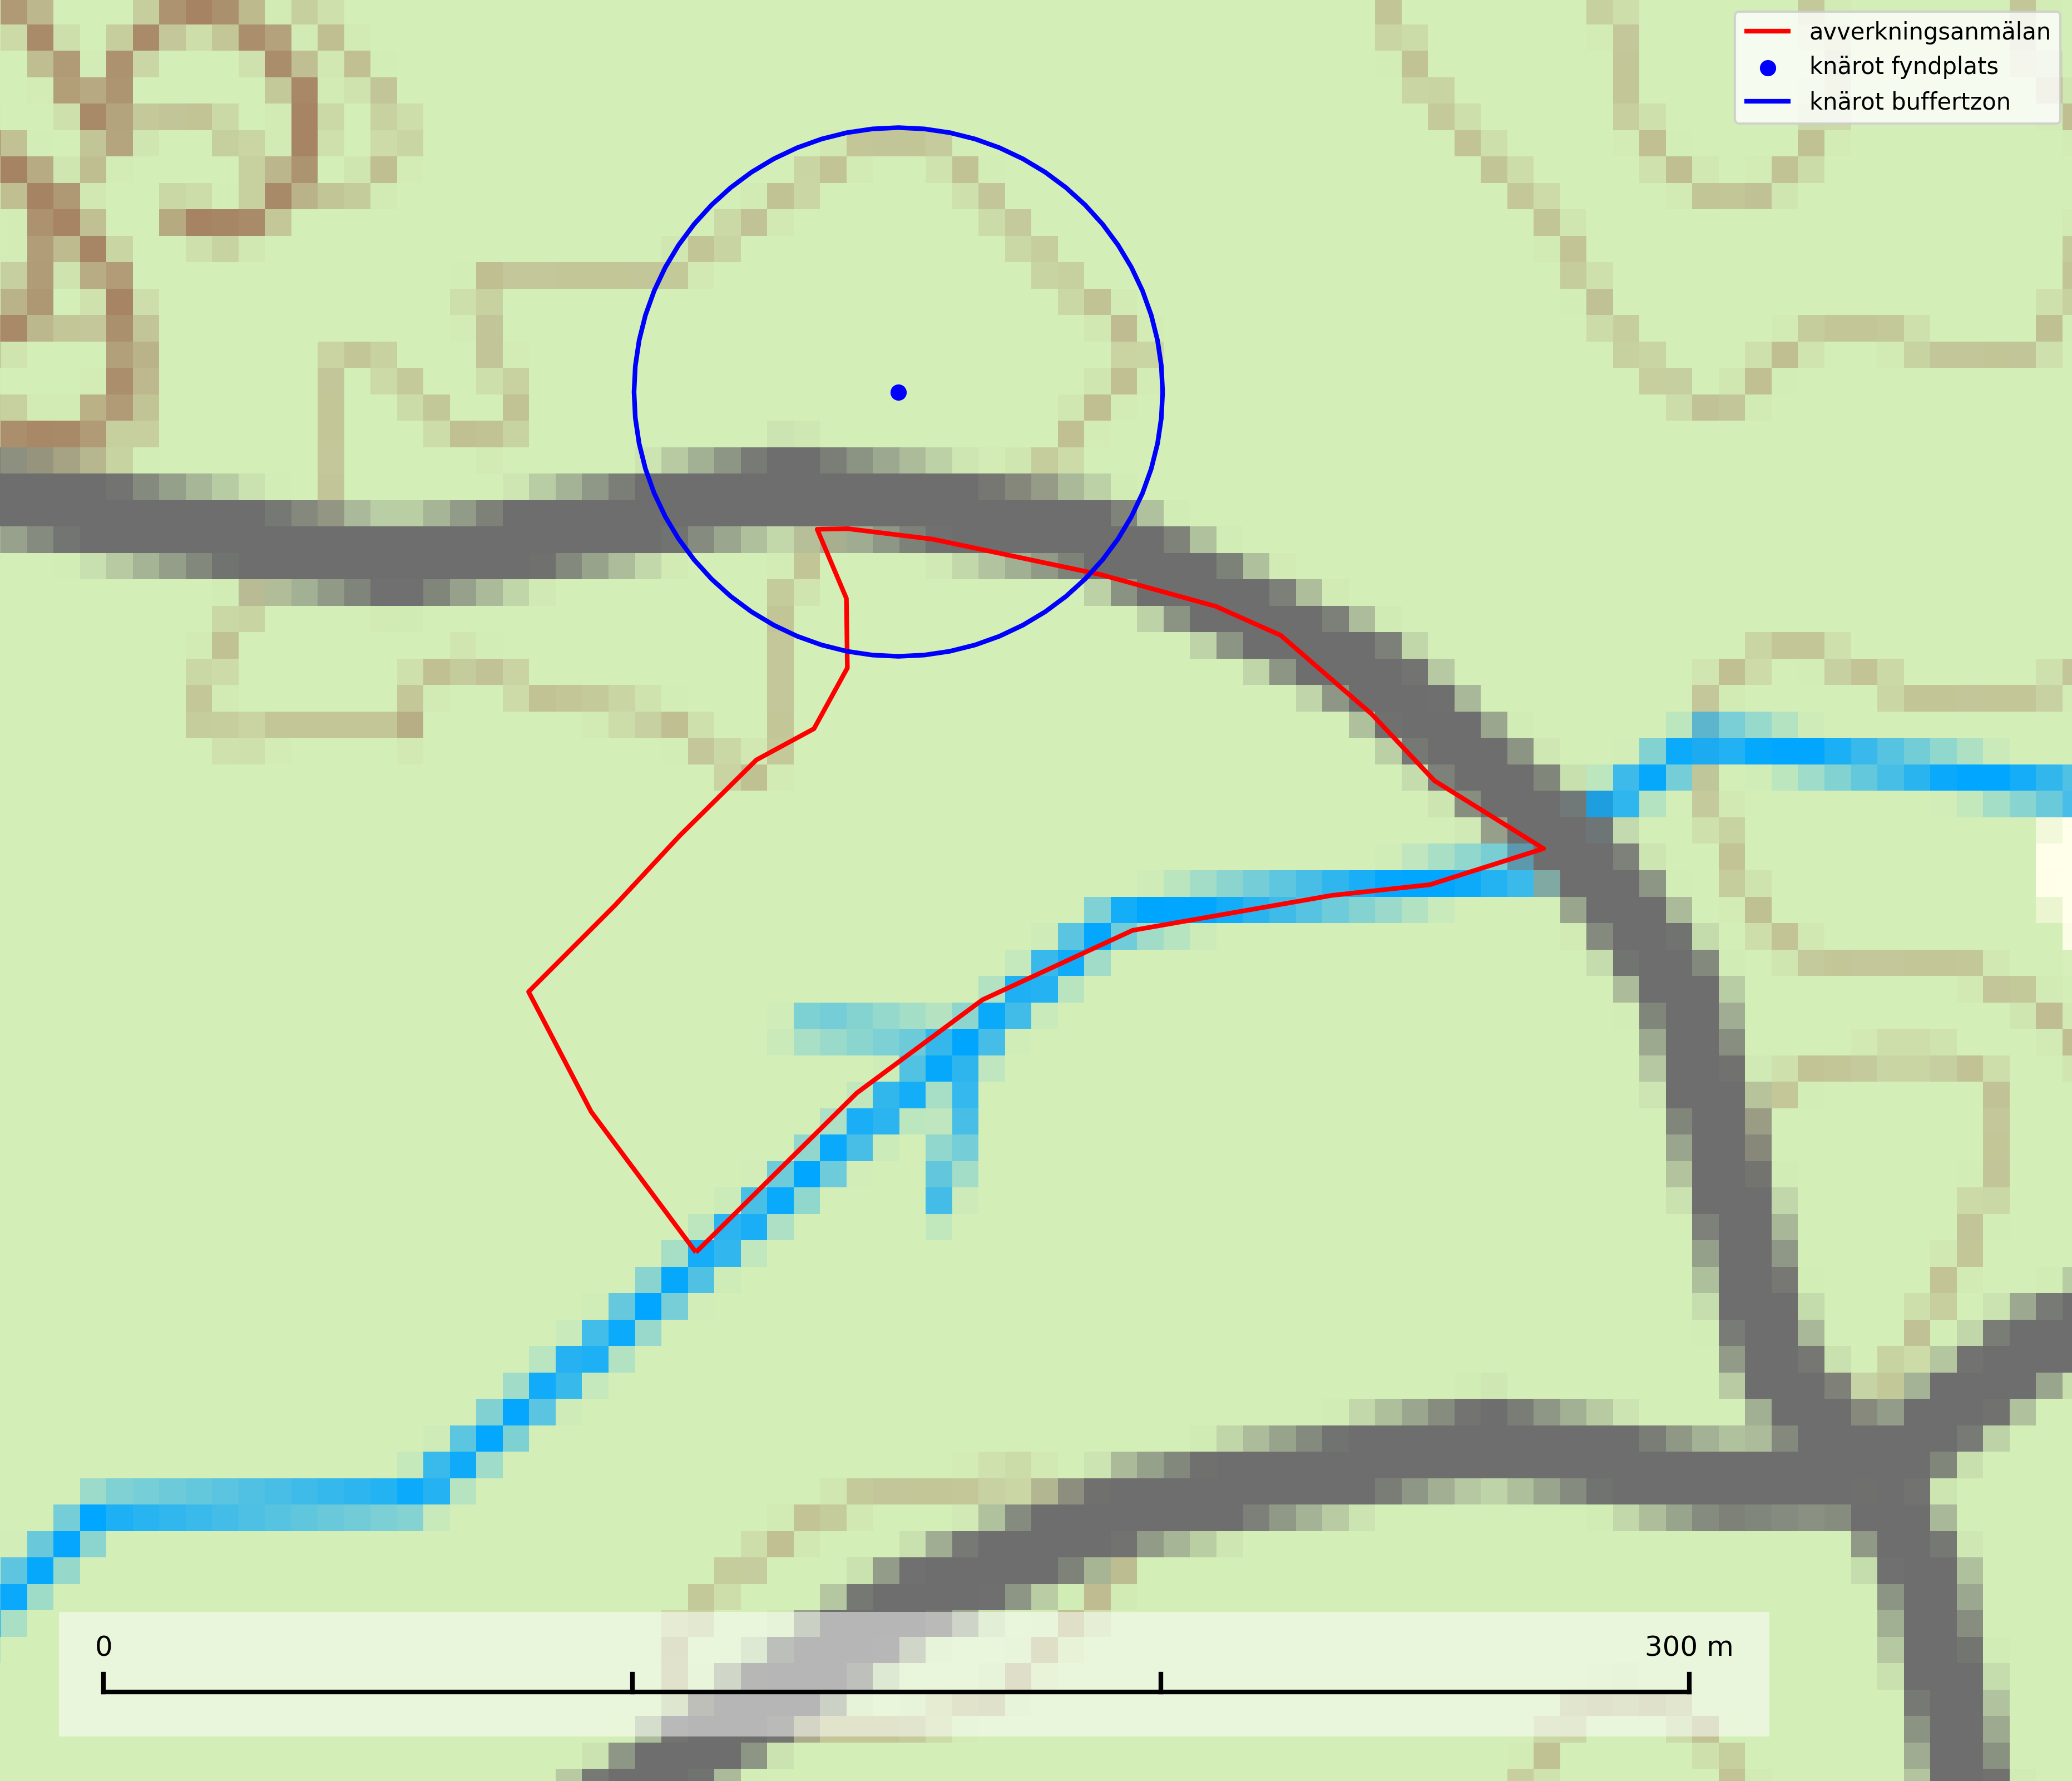 avverkningsanmälan
knärot fyndplats
knärot buffertzon
0 300 m